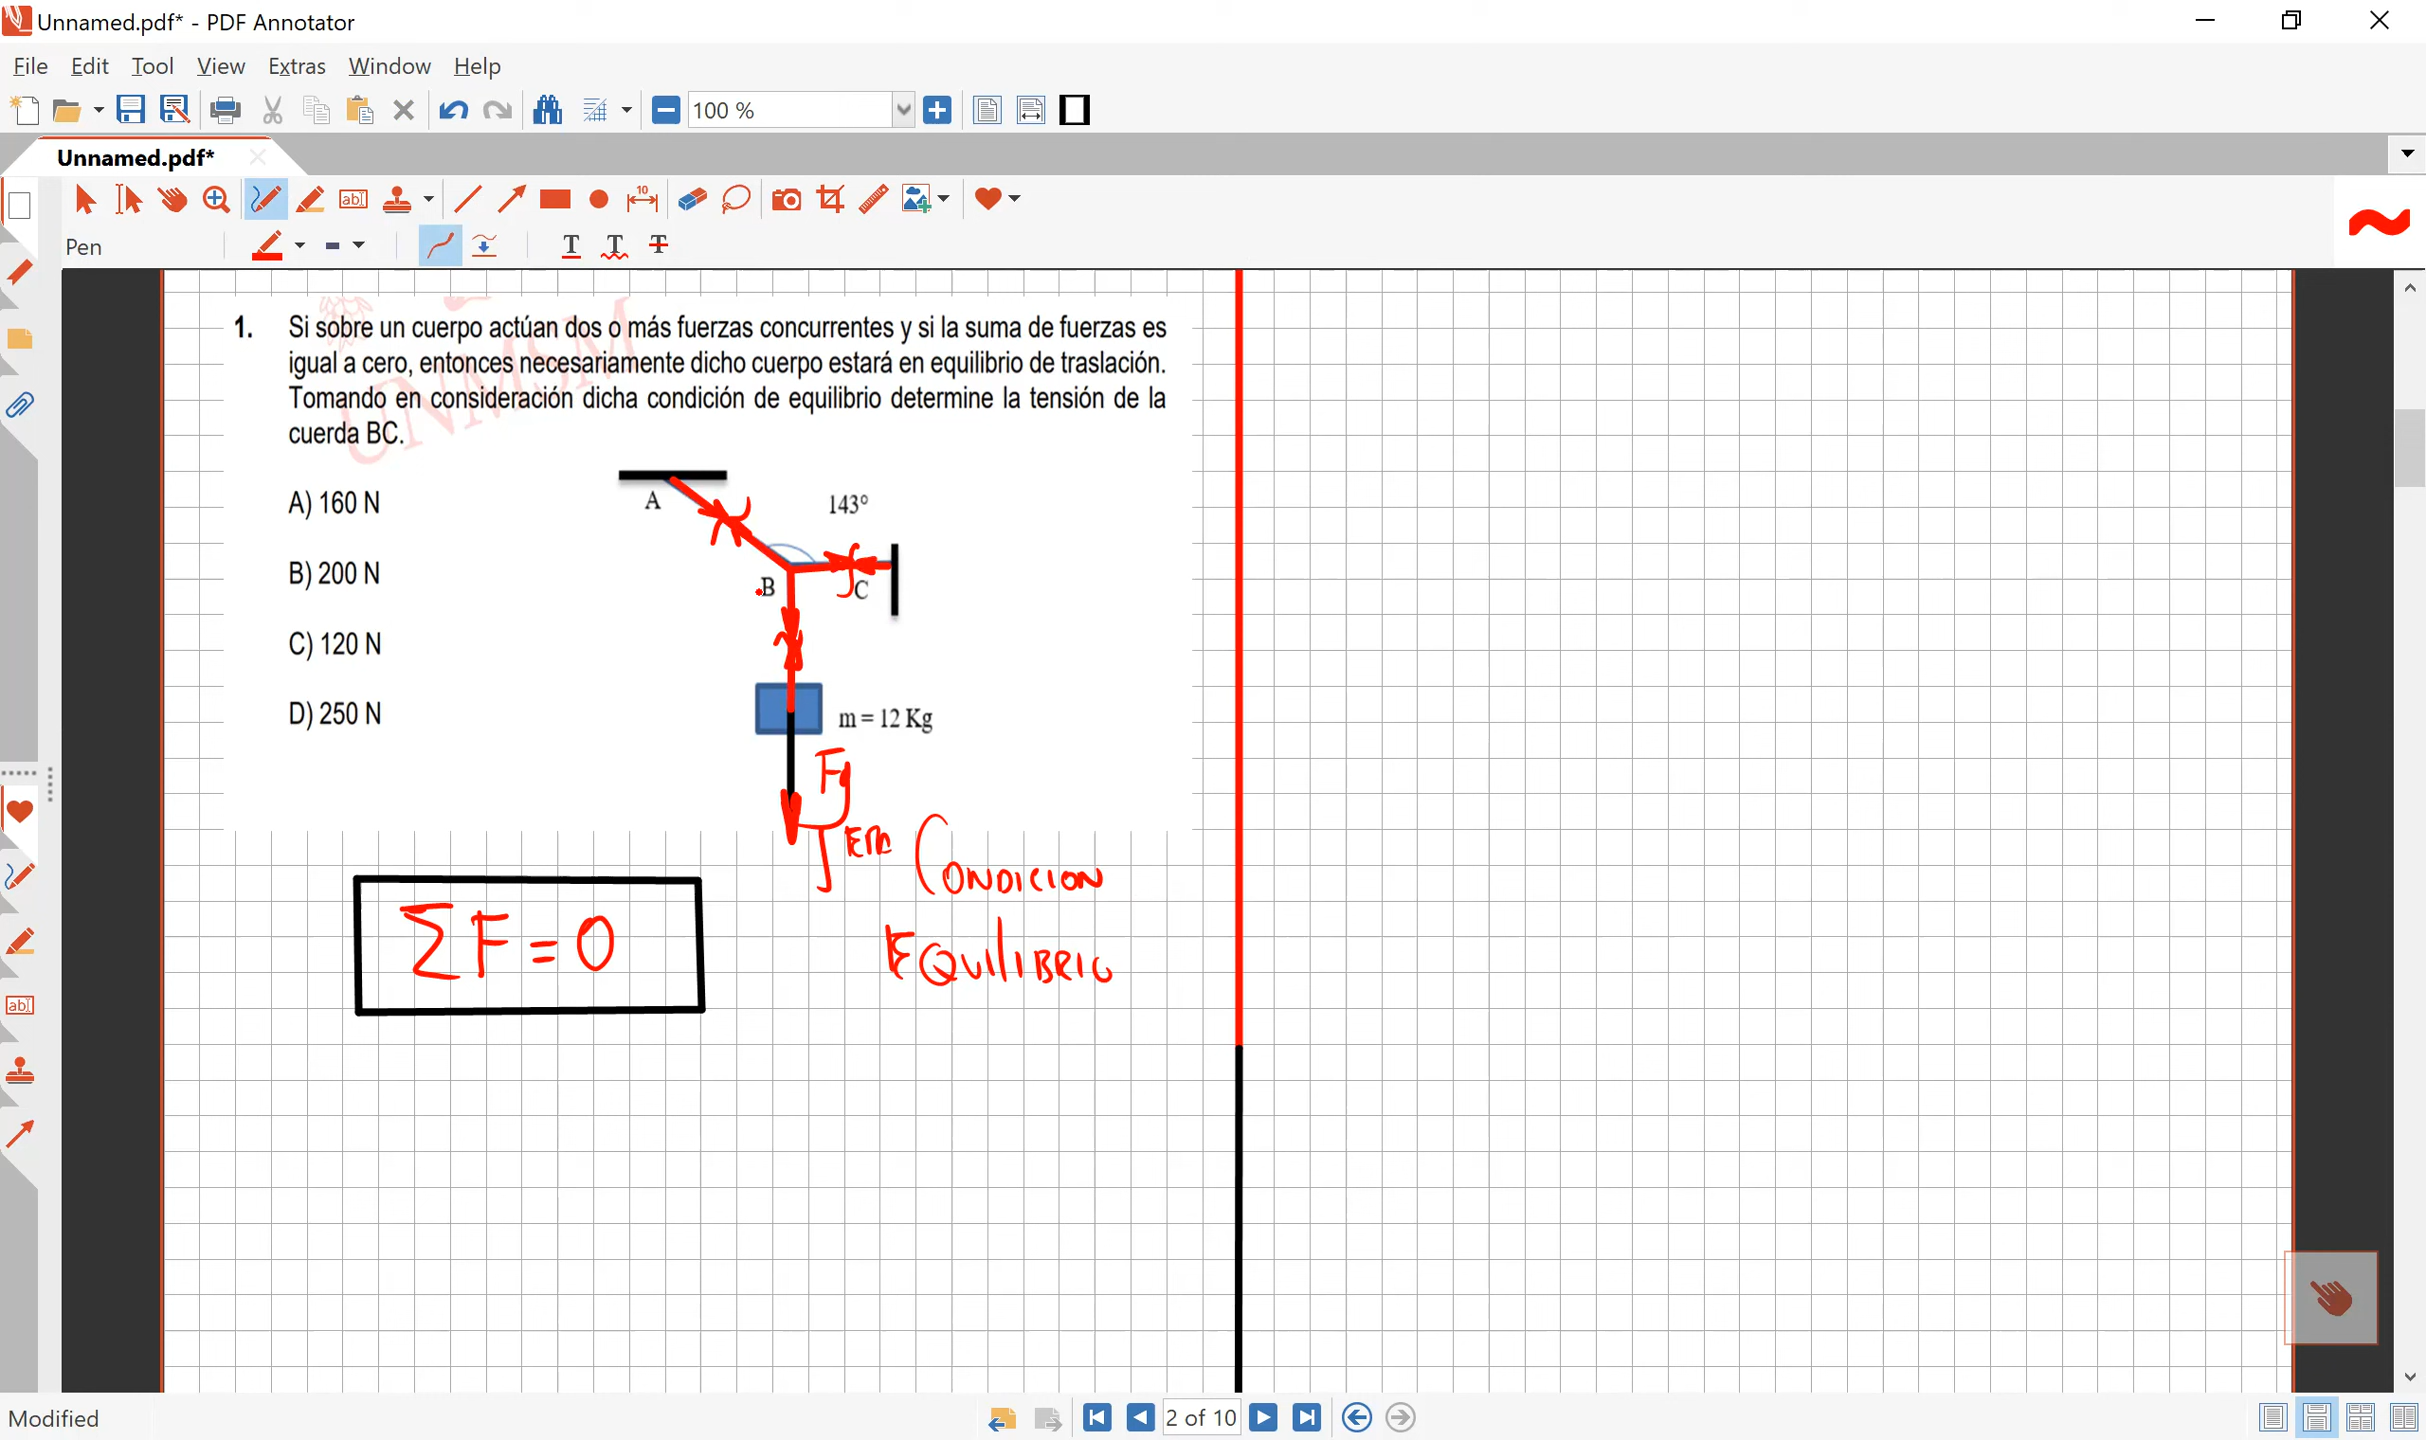 Unnamed.pdf* - PDF Annotator
File Edit Tool View Extras Window Help
100 %
Unnamed.pdf*
Pen
1. Si sobre un cuerpo actúan dos o más fuerzas concurrentes y si la suma de fuerzas es
igual a cero, entonces necesariamente dicho cuerpo estará en equilibrio de traslación.
Tomando en consideración dicha condición de equilibrio determine la tensión de la
cuerda BC.
UNMSM
A) 160 N
A
143°
B) 200 N
B
C
C) 120 N
D) 250 N
m = 12 Kg
Fg
CONDICION
ΣF = 0
EQUILIBRIO
Modified
2 of 10